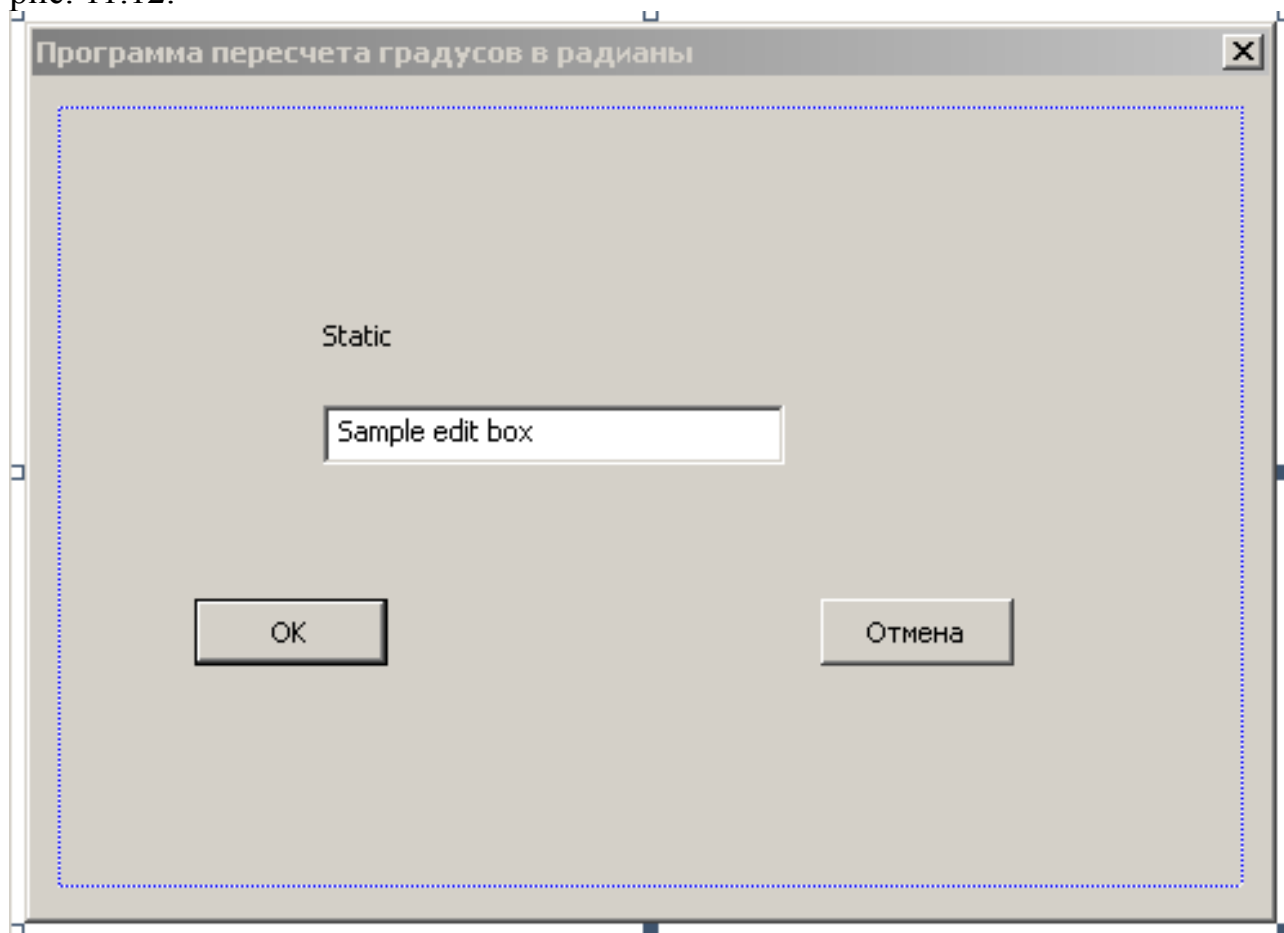 рис. 11.12.
Программа пересчета градусов в радианы
Static
Sample edit box
OK
Отмена